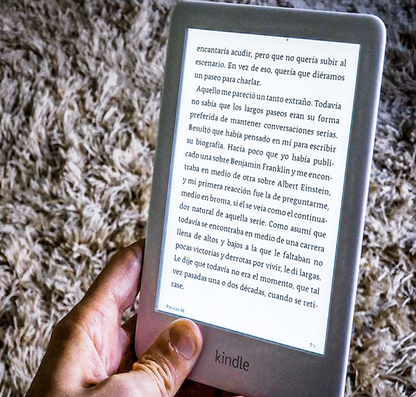 encantaría acudir, pero que no quería subir al
escenario. En vez de eso, quería que diéramos
un paseo para charlar.
Aquello me pareció un tanto extraño. Todavía
no sabía que los largos paseos eran su forma
preferida de mantener conversaciones serias.
Resultó que había pensado en mí para escribir
su biografía. Hacía poco que yo había publi-
cado una sobre Benjamin Franklin y me encon-
traba en medio de otra sobre Albert Einstein,
y mi primera reacción fue la de preguntarme,
medio en broma, si él se veía como el continua-
dor natural de aquella serie. Como asumí que
todavía se encontraba en medio de una carrera
llena de altos y bajos a la que le faltaban no
pocas victorias y derrotas por vivir, le di largas.
Le dije que todavía no era el momento, que tal
vez pasadas una o dos décadas, cuando se reti-
rase.
kindle